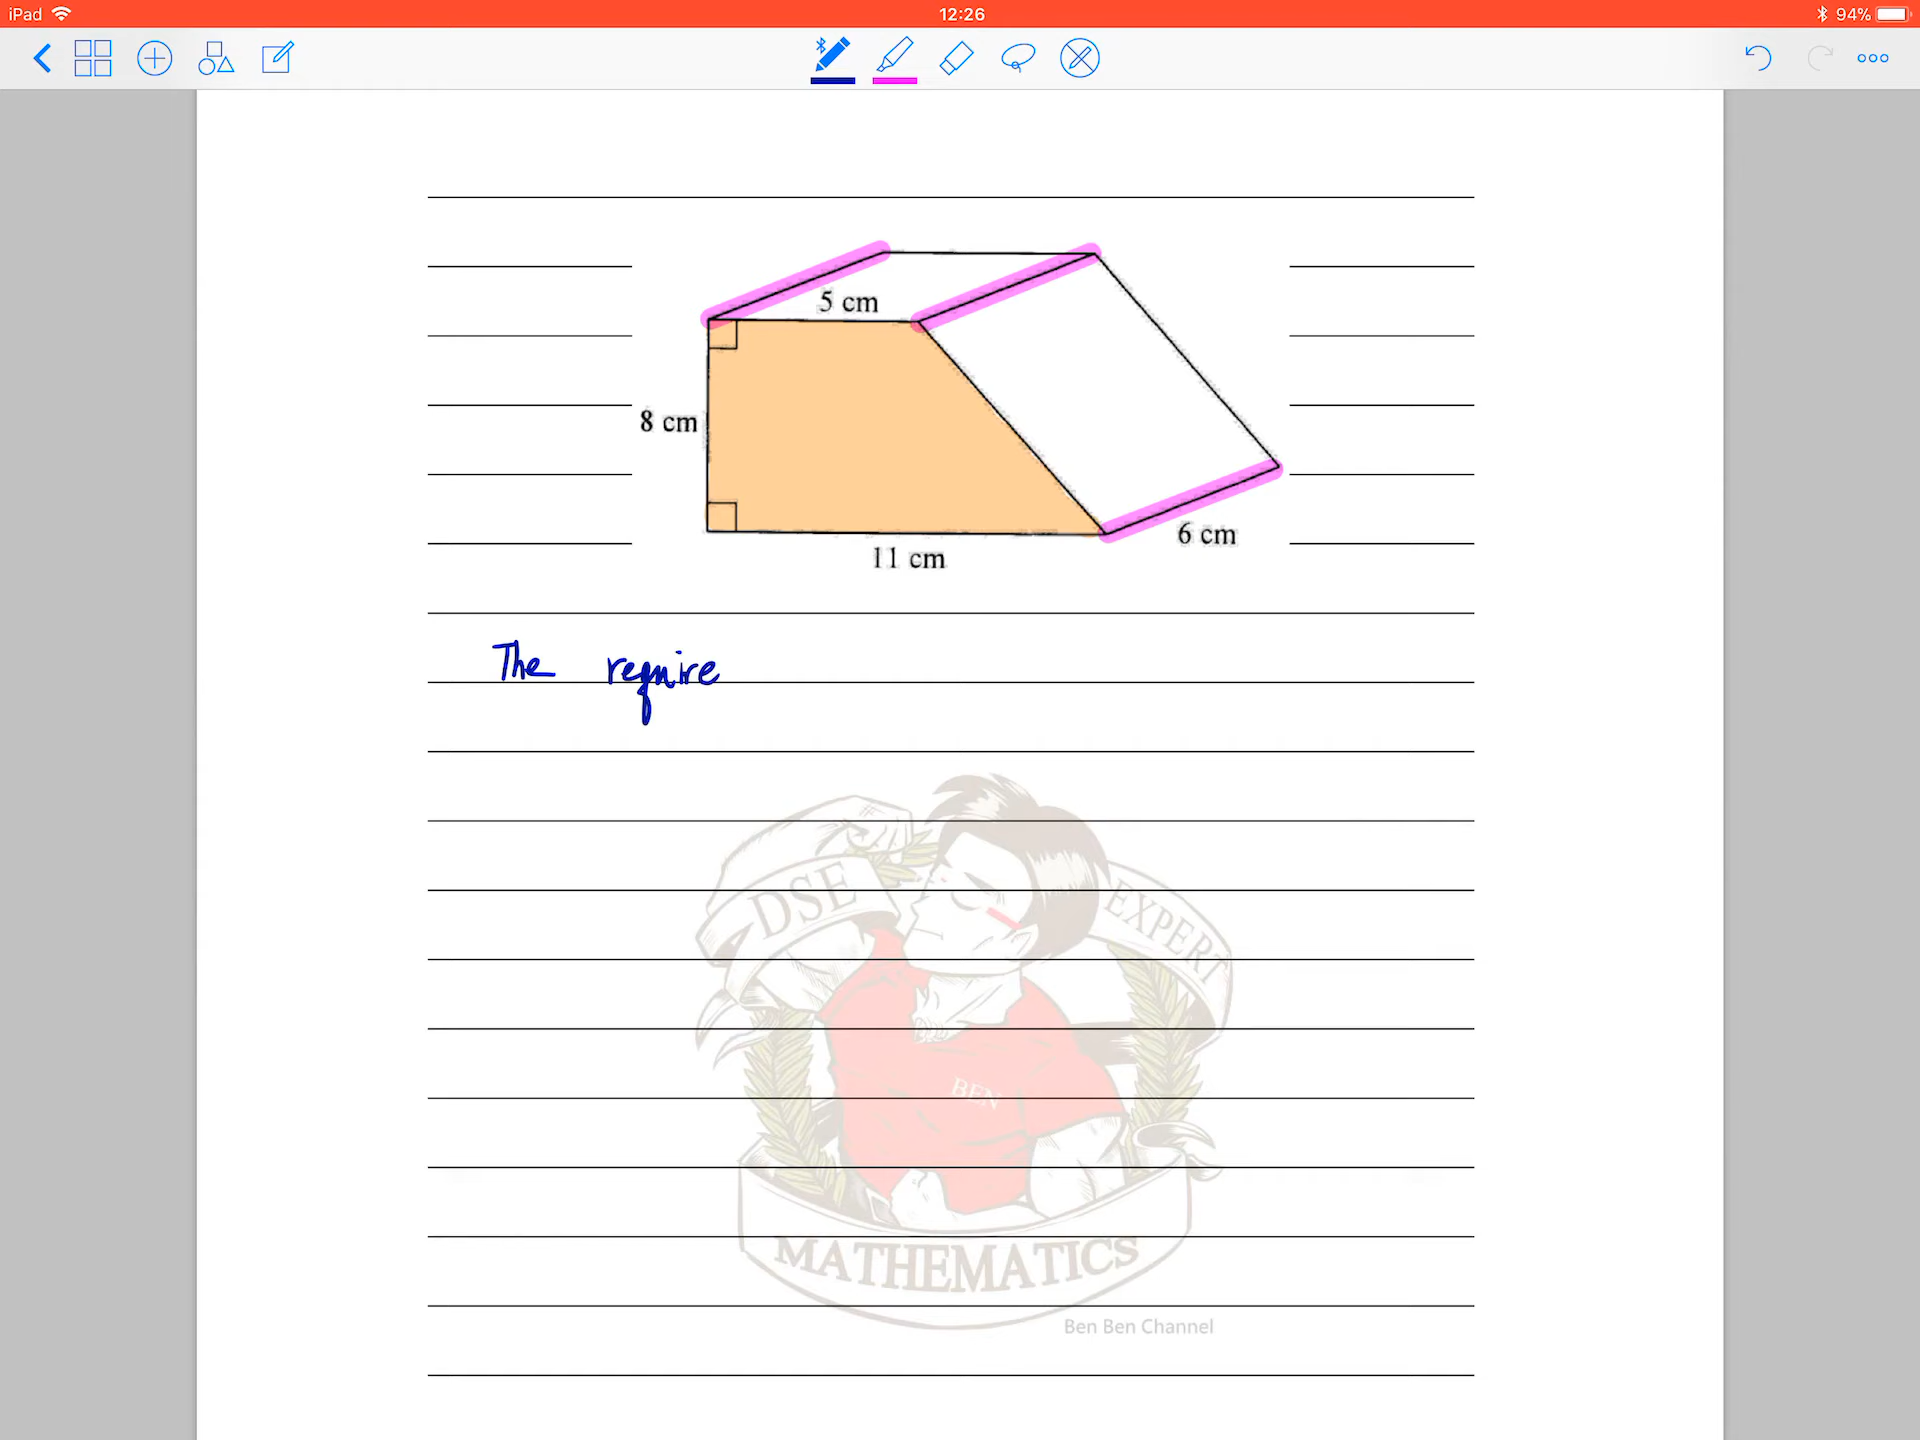 iPad 12:26 94%
5 cm
8 cm
6 cm
11 cm
The require
DSE EXPERT
BEN
MATHEMATICS
Ben Ben Channel